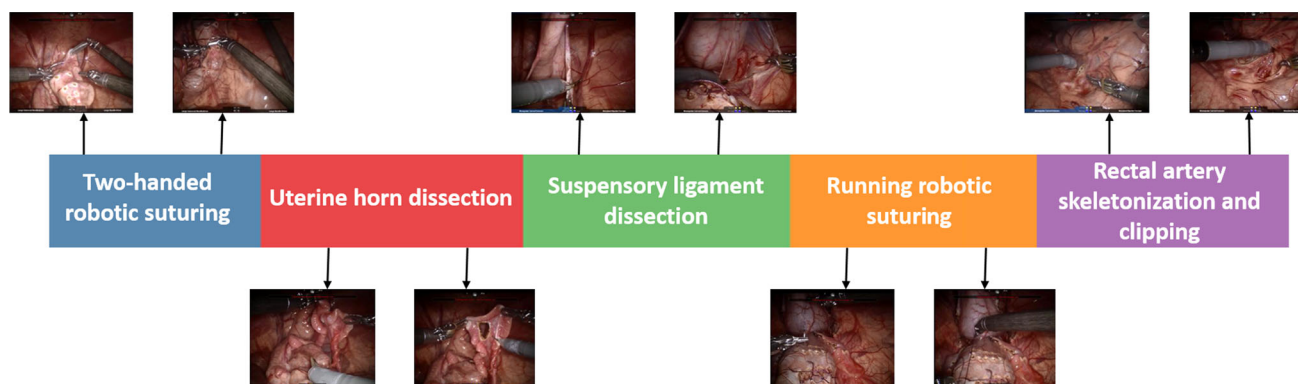 Two-handed
robotic suturing
Uterine horn dissection
Suspensory ligament
dissection
Running robotic
suturing
Rectal artery
skeletonization and
clipping